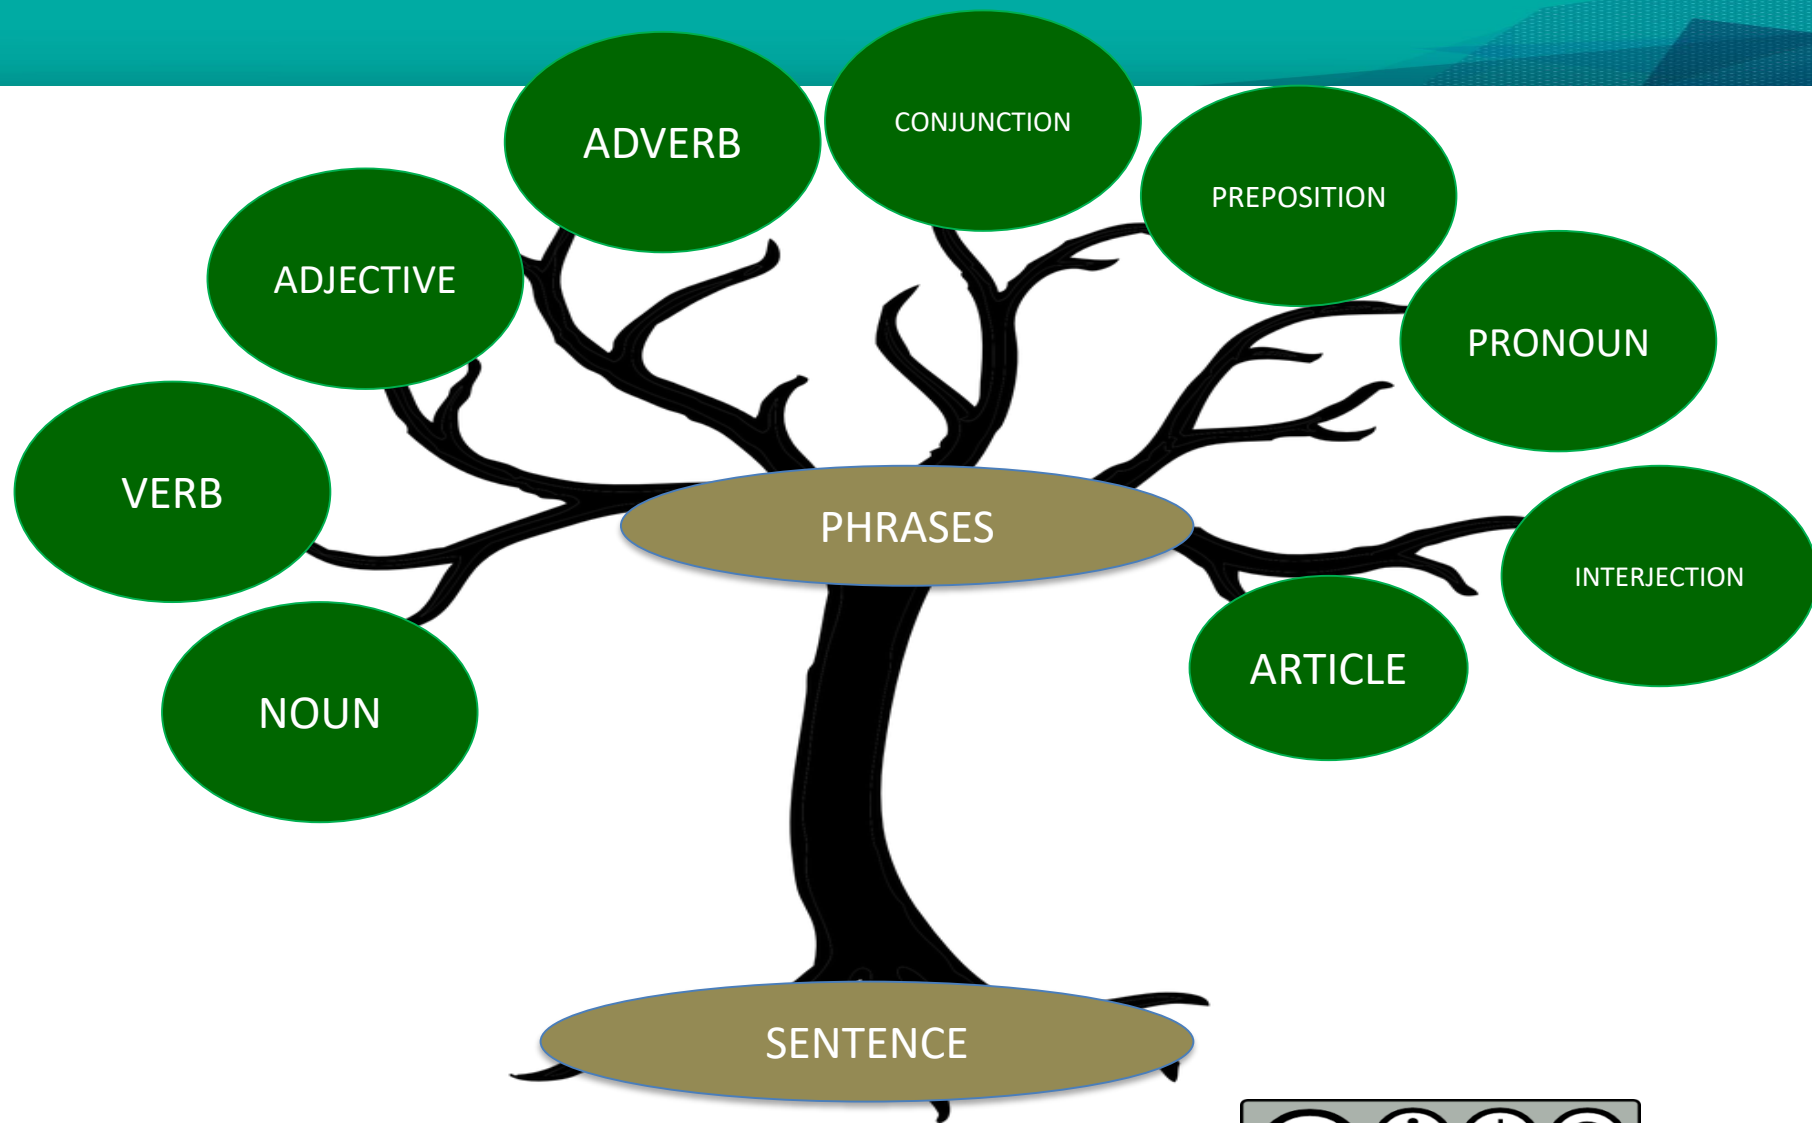 CONJUNCTION
ADVERB
PREPOSITION
ADJECTIVE
PRONOUN
VERB
PHRASES
INTERJECTION
ARTICLE
NOUN
SENTENCE